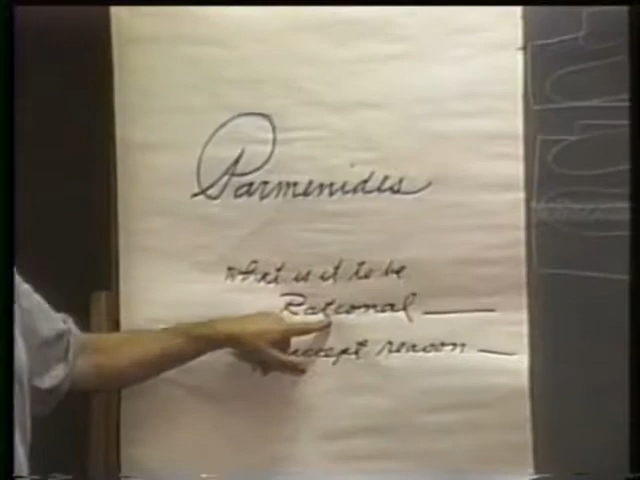 Parmenides
What is it to be
Rational
accept reason